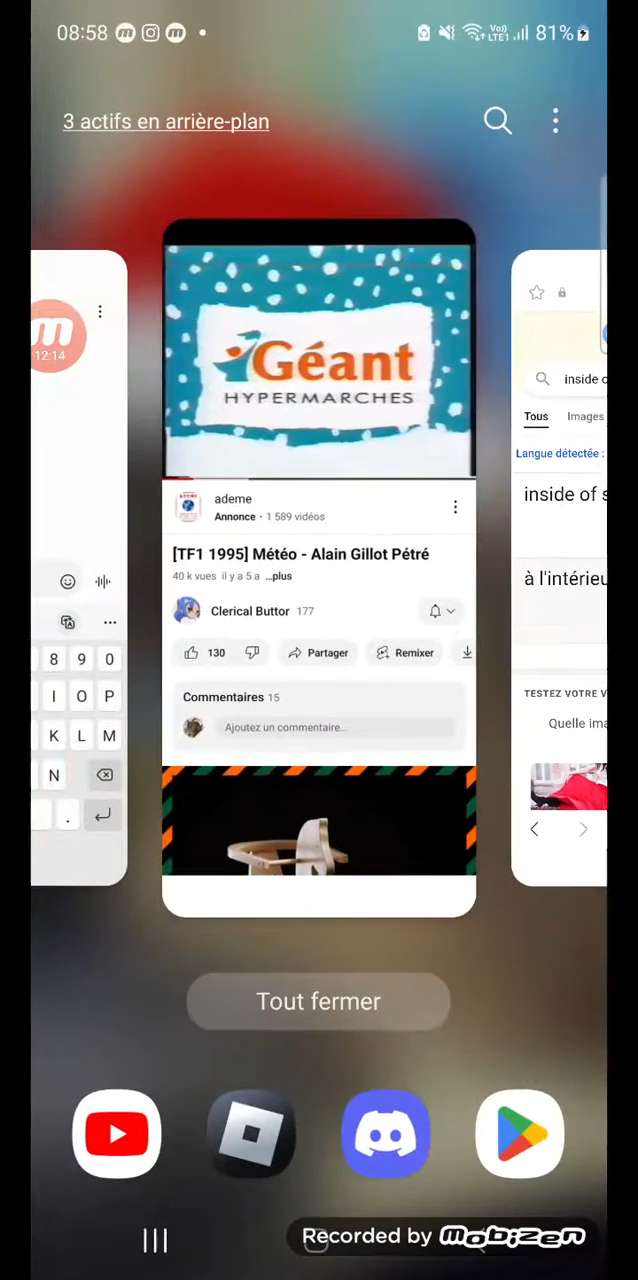 08:58
Vo)) LTE1
81%
3 actifs en arrière-plan
12:14
Géant
HYPERMARCHES
ademe
Annonce · 1 589 vidéos
[TF1 1995] Météo - Alain Gillot Pétré
40 k vues il y a 5 a ...plus
Clerical Buttor 177
130
Partager
Remixer
Commentaires 15
Ajoutez un commentaire...
inside o
Tous Images
Langue détectée :
inside of s
à l'intérieu
TESTEZ VOTRE V
Quelle ima
8 9 0
I O P
K L M
N
.
Tout fermer
Recorded by mobizen